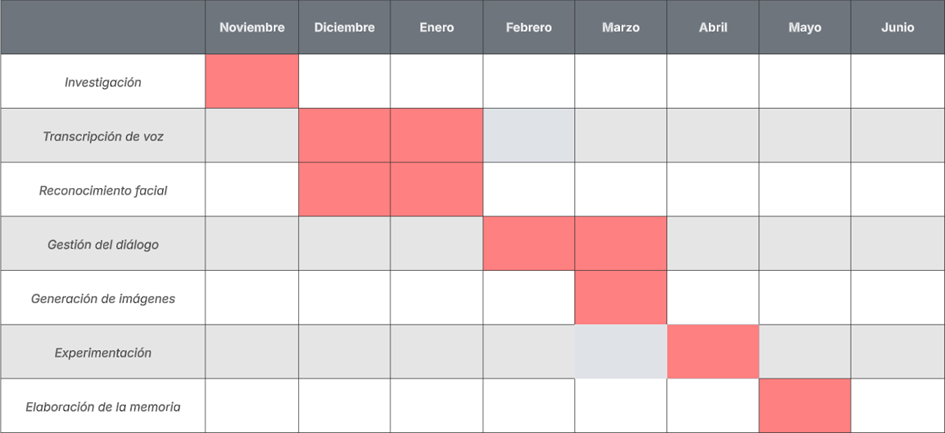 Noviembre Diciembre Enero Febrero Marzo Abril Mayo Junio
Investigación
Transcripción de voz
Reconocimiento facial
Gestión del diálogo
Generación de imágenes
Experimentación
Elaboración de la memoria